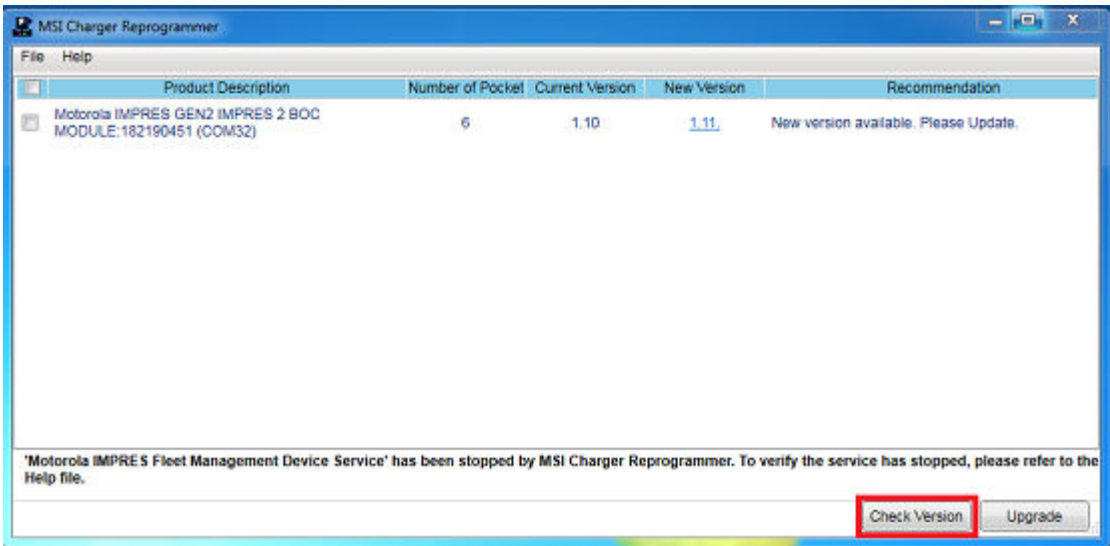 MSI Charger Reprogrammer
File Help
Product Description Number of Pocket Current Version New Version Recommendation
Motorola IMPRES GEN2 IMPRES 2 BOC
MODULE:182190451 (COM32) 6 1.10 1.11. New version available. Please Update.
'Motorola IMPRES Fleet Management Device Service' has been stopped by MSI Charger Reprogrammer. To verify the service has stopped, please refer to the
Help file.
Check Version Upgrade